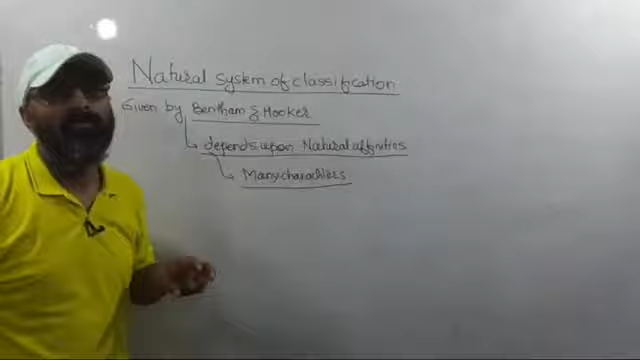 Natural System of classification
Given by Bentham & Hooker
depends upon Natural affinities
Many characters